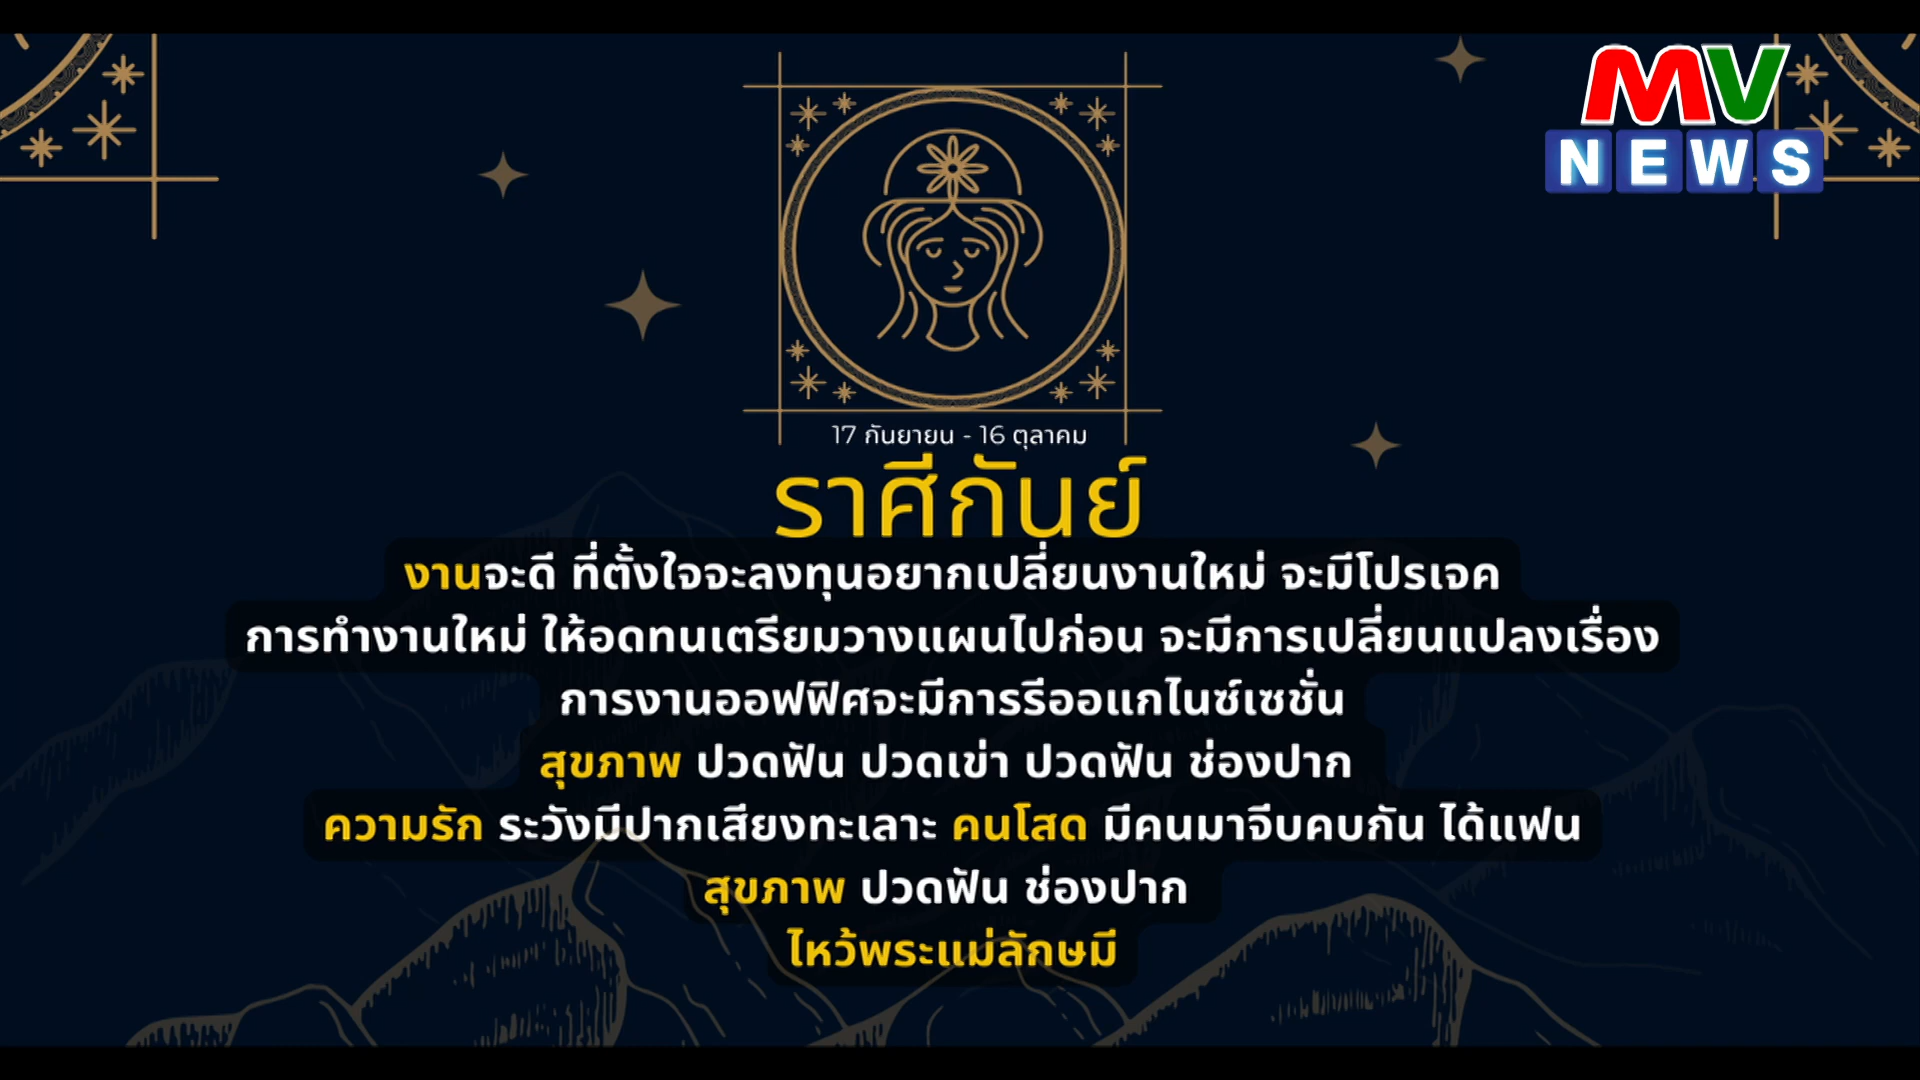 MV
NEWS
17 กันยายน - 16 ตุลาคม
ราศีกันย์
งานจะดี ที่ตั้งใจจะลงทุนอยากเปลี่ยนงานใหม่ จะมีโปรเจค
การทำงานใหม่ ให้อดทนเตรียมวางแผนไปก่อน จะมีการเปลี่ยนแปลงเรื่อง
การงานออฟฟิศจะมีการรีออแกไนซ์เซชั่น
สุขภาพ ปวดฟัน ปวดเข่า ปวดฟัน ช่องปาก
ความรัก ระวังมีปากเสียงทะเลาะ คนโสด มีคนมาจีบคบกัน ได้แฟน
สุขภาพ ปวดฟัน ช่องปาก
ไหว้พระแม่ลักษมี